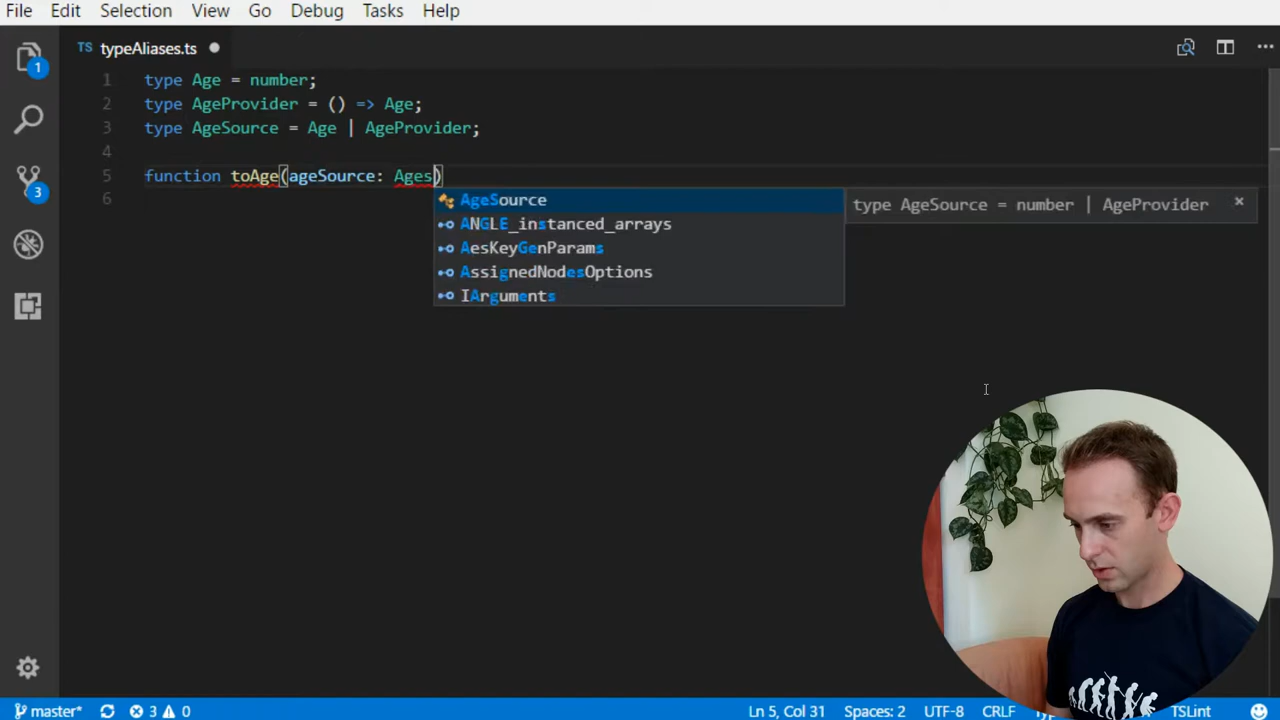 File Edit Selection View Go Debug Tasks Help
TS typeAliases.ts
1 type Age = number;
2 type AgeProvider = () => Age;
3 type AgeSource = Age | AgeProvider;
4
5 function toAge(ageSource: Ages)
6
AgeSource
type AgeSource = number | AgeProvider
ANGLE_instanced_arrays
AesKeyGenParams
AssignedNodesOptions
IArguments
1
3
master* 3 0 Ln 5, Col 31 Spaces: 2 UTF-8 CRLF TSLint